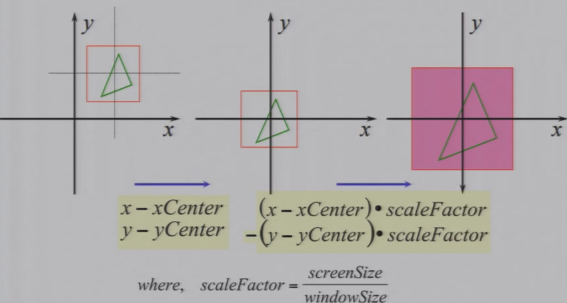 y
y
y
x
x
x
x – xCenter
y – yCenter
(x – xCenter)• scaleFactor
-(y – yCenter)• scaleFactor
where, scaleFactor = screenSize
windowSize